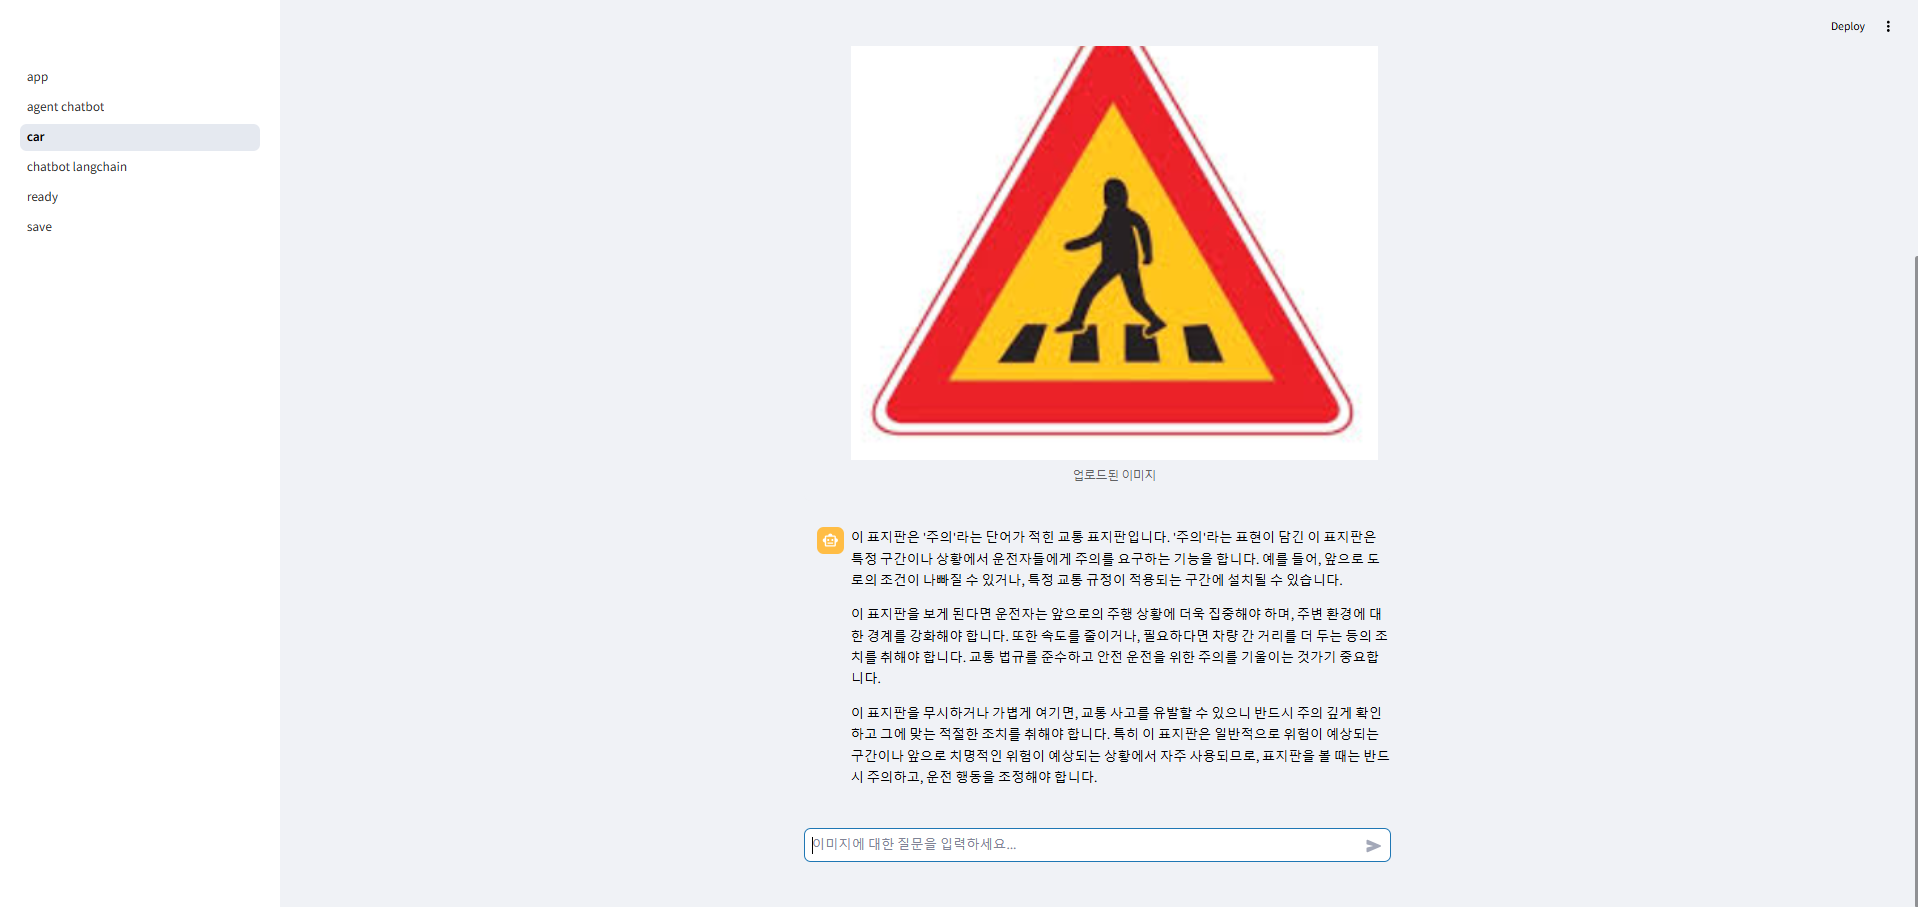 Deploy
app
agent chatbot
car
chatbot langchain
ready
save
업로드된 이미지
이 표지판은 '주의'라는 단어가 적힌 교통 표지판입니다. '주의'라는 표현이 담긴 이 표지판은
특정 구간이나 상황에서 운전자들에게 주의를 요구하는 기능을 합니다. 예를 들어, 앞으로 도
로의 조건이 나빠질 수 있거나, 특정 교통 규정이 적용되는 구간에 설치될 수 있습니다.
이 표지판을 보게 된다면 운전자는 앞으로의 주행 상황에 더욱 집중해야 하며, 주변 환경에 대
한 경계를 강화해야 합니다. 또한 속도를 줄이거나, 필요하다면 차량 간 거리를 더 두는 등의 조
치를 취해야 합니다. 교통 법규를 준수하고 안전 운전을 위한 주의를 기울이는 것가기 중요합
니다.
이 표지판을 무시하거나 가볍게 여기면, 교통 사고를 유발할 수 있으니 반드시 주의 깊게 확인
하고 그에 맞는 적절한 조치를 취해야 합니다. 특히 이 표지판은 일반적으로 위험이 예상되는
구간이나 앞으로 치명적인 위험이 예상되는 상황에서 자주 사용되므로, 표지판을 볼 때는 반드
시 주의하고, 운전 행동을 조정해야 합니다.
이미지에 대한 질문을 입력하세요...